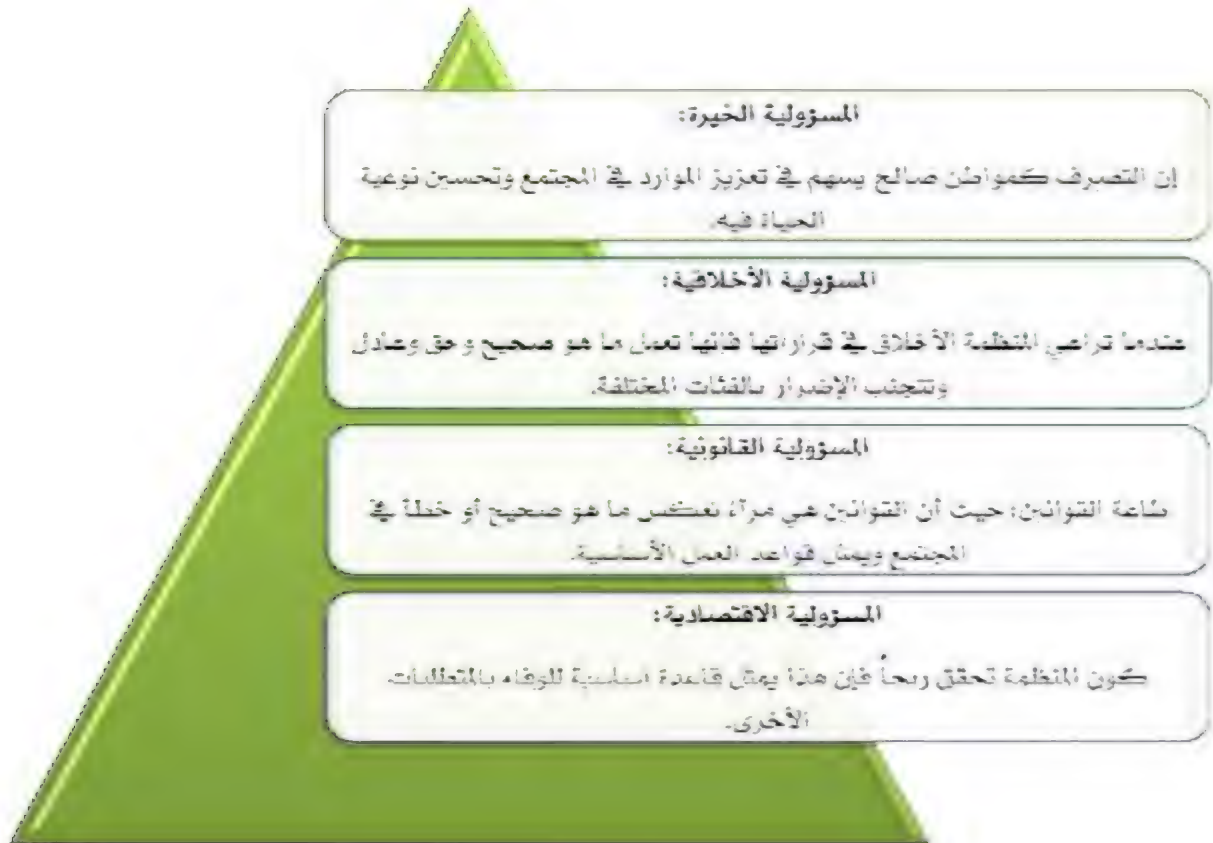 المسؤولية الخيرة:
إن التصرف كمواطن صالح يسهم في تعزيز الموارد في المجتمع وتحسين نوعية
الحياة فيه.
المسؤولية الأخلاقية:
عندما تراعي المنظمة الأخلاق في قراراتها فإنها تعمل ما هو صحيح وحق وعادل
وتتجنب الإضرار بالفئات المختلفة.
المسؤولية القانونية:
طاعة القوانين؛ حيث أن القوانين هي مرآة تعكس ما هو صحيح أو خطأ في
المجتمع ويمثل قواعد العمل الأساسية.
المسؤولية الاقتصادية:
كون المنظمة تحقق ربحاً فإن هذا يمثل قاعدة اساسية للوفاء بالمتطلبات
الأخرى.